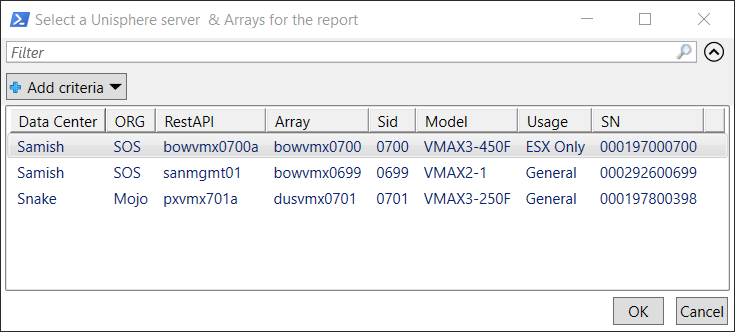 Select a Unisphere server & Arrays for the report
Filter
Add criteria
Data Center ORG RestAPI Array Sid Model Usage SN
Samish SOS bowvmx0700a bowvmx0700 0700 VMAX3-450F ESX Only 000197000700
Samish SOS sanmgmt01 bowvmx0699 0699 VMAX2-1 General 000292600699
Snake Mojo pxvmx701a dusvmx0701 0701 VMAX3-250F General 000197800398
OK Cancel